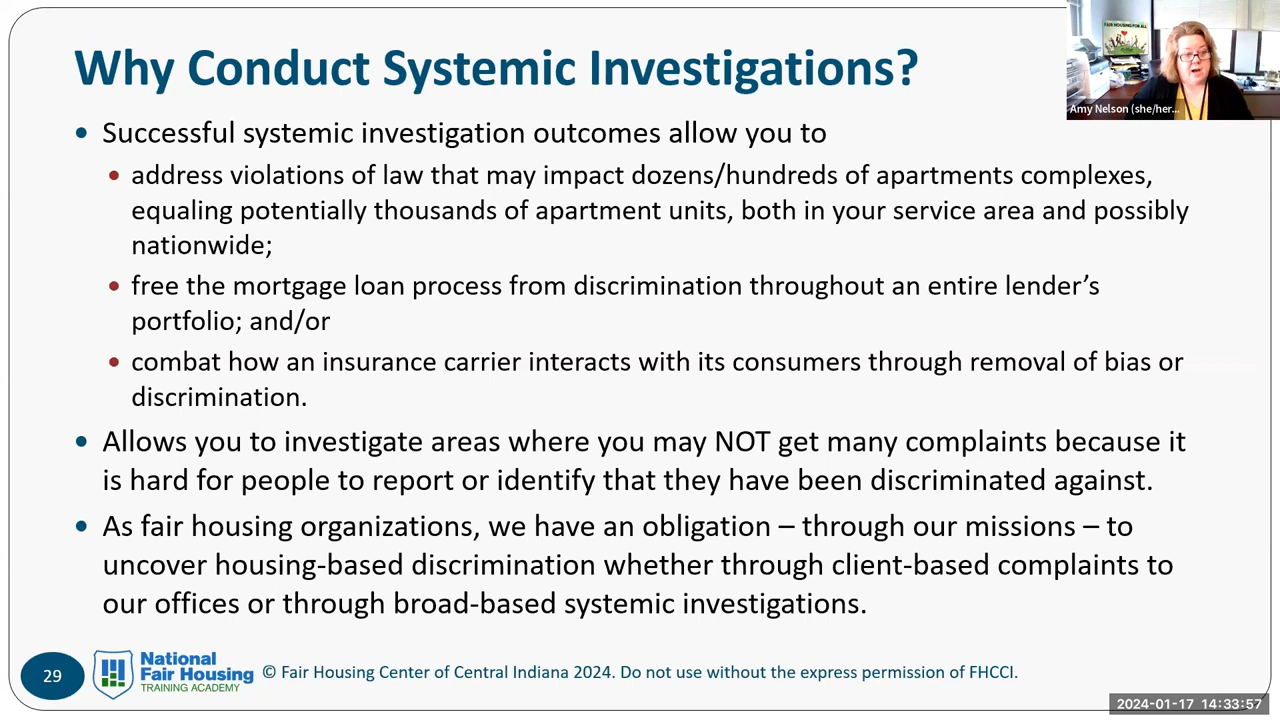 Why Conduct Systemic Investigations?
FAIR HOUSING FOR ALL
Amy Nelson (she/her...
• Successful systemic investigation outcomes allow you to
• address violations of law that may impact dozens/hundreds of apartments complexes,
equaling potentially thousands of apartment units, both in your service area and possibly
nationwide;
• free the mortgage loan process from discrimination throughout an entire lender’s
portfolio; and/or
• combat how an insurance carrier interacts with its consumers through removal of bias or
discrimination.
• Allows you to investigate areas where you may NOT get many complaints because it
is hard for people to report or identify that they have been discriminated against.
• As fair housing organizations, we have an obligation – through our missions – to
uncover housing-based discrimination whether through client-based complaints to
our offices or through broad-based systemic investigations.
29
National
Fair Housing
TRAINING ACADEMY
© Fair Housing Center of Central Indiana 2024. Do not use without the express permission of FHCCI.
2024-01-17 14:33:57